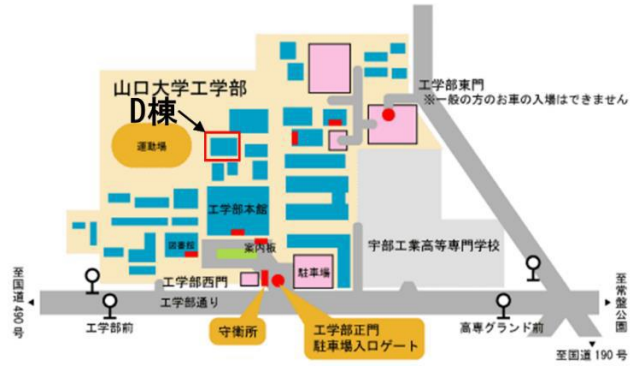 山口大学工学部
D棟
運動場
工学部東門
※一般の方のお車の入場はできません
工学部本館
図書館
案内板
宇部工業高等専門学校
駐車場
工学部西門
工学部通り
至国道490号
工学部前
守衛所
工学部正門
駐車場入口ゲート
高専グランド前
至常盤公園
至国道190号